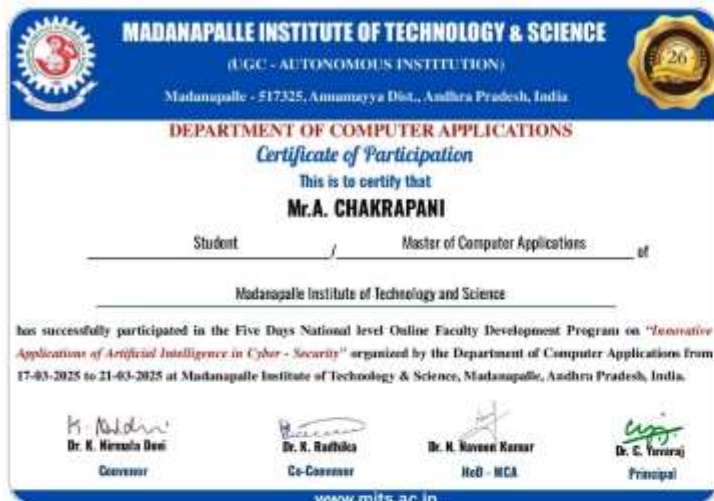 MADANAPALLE INSTITUTE OF TECHNOLOGY & SCIENCE
(UGC - AUTONOMOUS INSTITUTION)
26
Madanapalle - 517325, Annamayya Dist., Andhra Pradesh, India
DEPARTMENT OF COMPUTER APPLICATIONS
Certificate of Participation
This is to certify that
Mr.A. CHAKRAPANI
Student / Master of Computer Applications of
Madanapalle Institute of Technology and Science
has successfully participated in the Five Days National level Online Faculty Development Program on "Innovative
Applications of Artificial Intelligence in Cyber - Security" organized by the Department of Computer Applications from
17-03-2025 to 21-03-2025 at Madanapalle Institute of Technology & Science, Madanapalle, Andhra Pradesh, India.
Dr. K. Nirmala Devi Dr. K. Radhika Dr. N. Naveen Kumar Dr. C. Yuvaraj
Convenor Co-Convenor HoD - MCA Principal
www.mits.ac.in